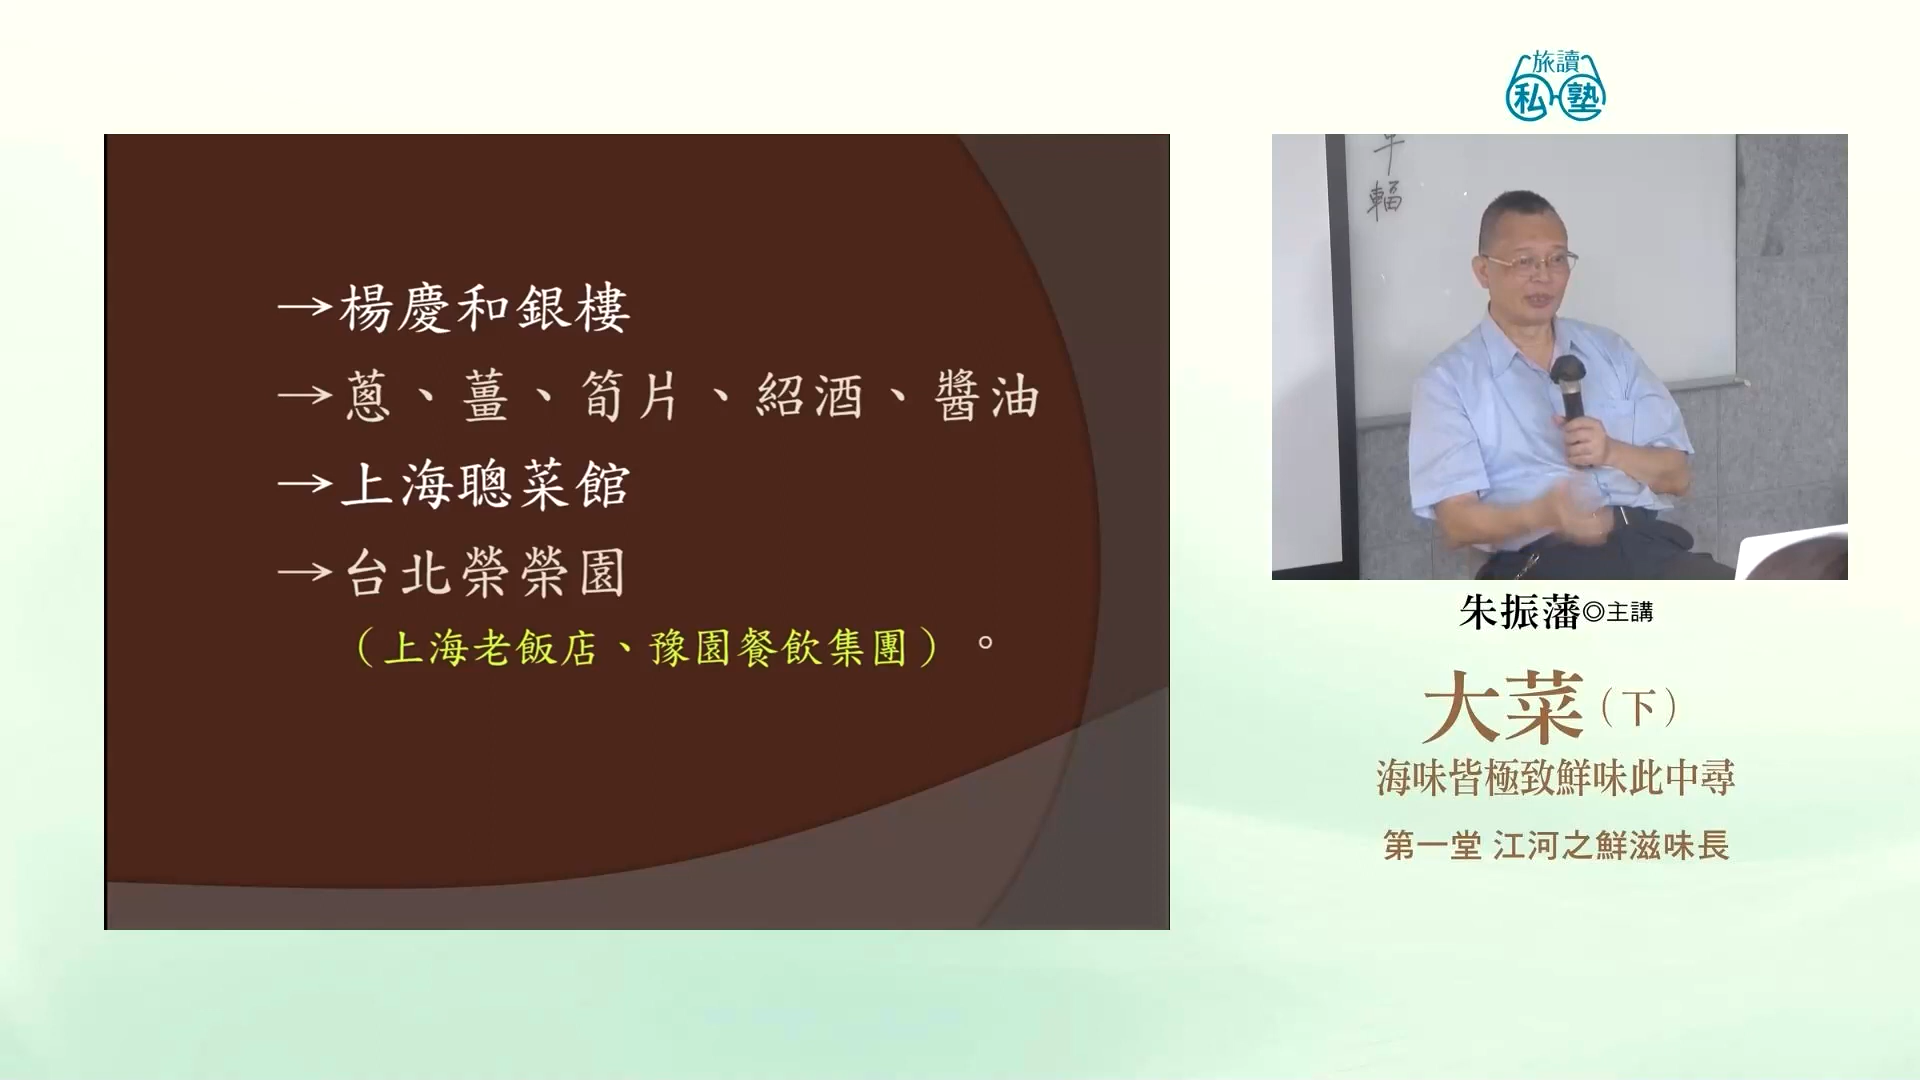 旅讀
私塾
→楊慶和銀樓
→蔥、薑、筍片、紹酒、醬油
→上海聰菜館
→台北榮榮園
（上海老飯店、豫園餐飲集團）。
輻
朱振藩◎主講
大菜（下）
海味皆極致鮮味此中尋
第一堂 江河之鮮滋味長